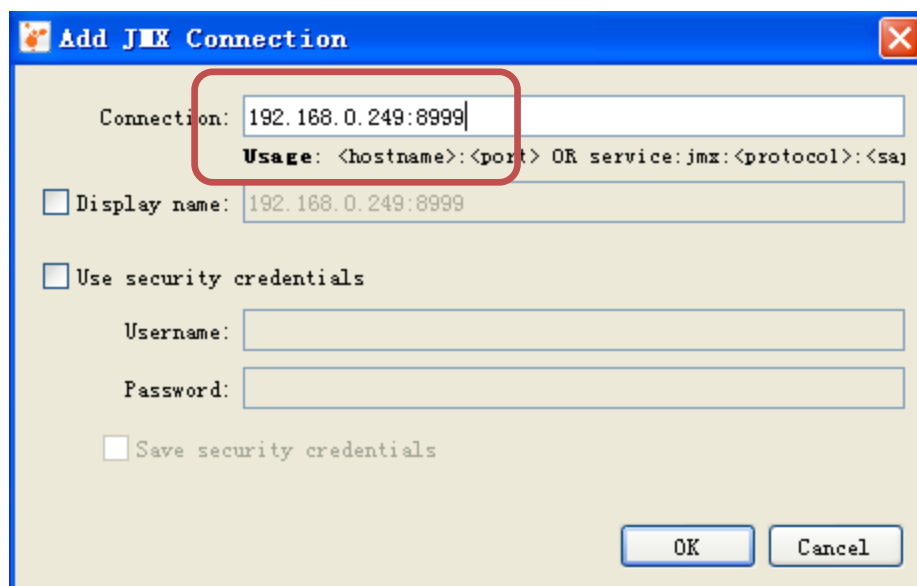 Add JMX Connection
Connection: 192.168.0.249:8999
Usage: <hostname>:<port> OR service:jmx:<protocol>:<sap
Display name: 192.168.0.249:8999
Use security credentials
Username:
Password:
Save security credentials
OK Cancel